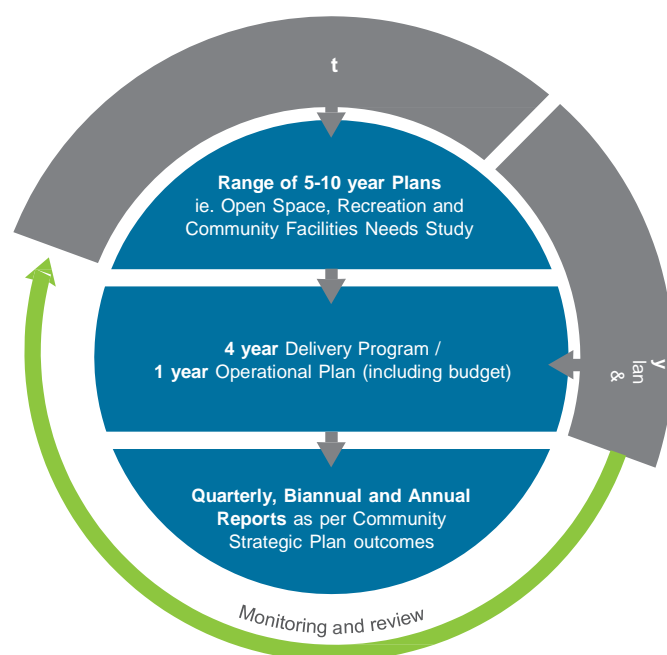 t
Range of 5-10 year Plans
ie. Open Space, Recreation and
Community Facilities Needs Study
4 year Delivery Program /
1 year Operational Plan (including budget)
y
lan
&
Quarterly, Biannual and Annual
Reports as per Community
Strategic Plan outcomes
Monitoring and review